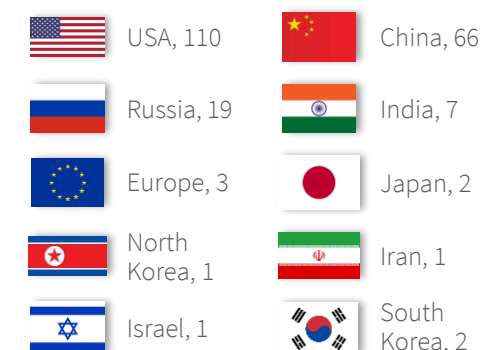 USA, 110
China, 66
Russia, 19
India, 7
Europe, 3
Japan, 2
North
Korea, 1
Iran, 1
Israel, 1
South
Korea, 2